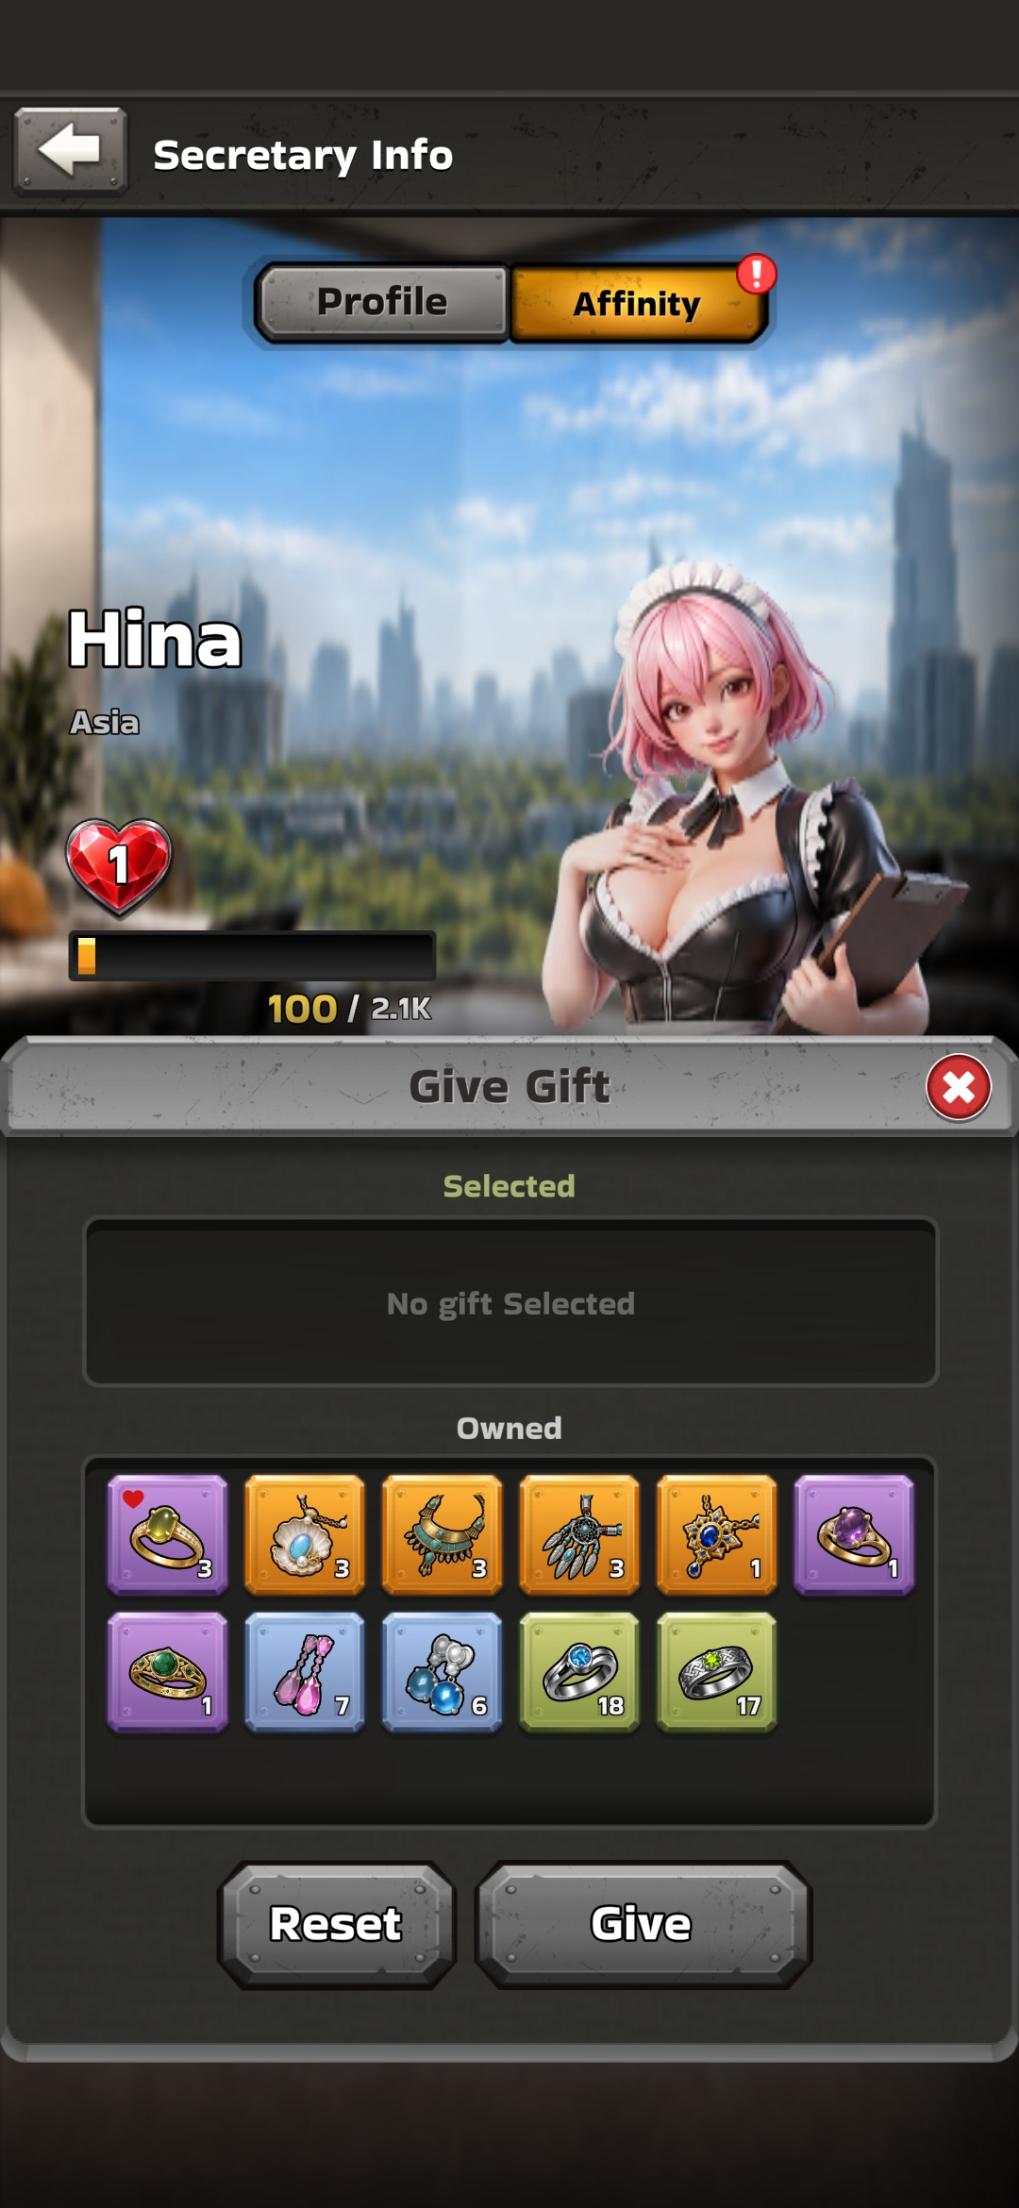 Secretary Info
Profile
Affinity
!
Hina
Asia
1
100 / 2.1K
Give Gift
Selected
No gift Selected
Owned
3 3 3 3 1 1
1 7 6 18 17
Reset
Give